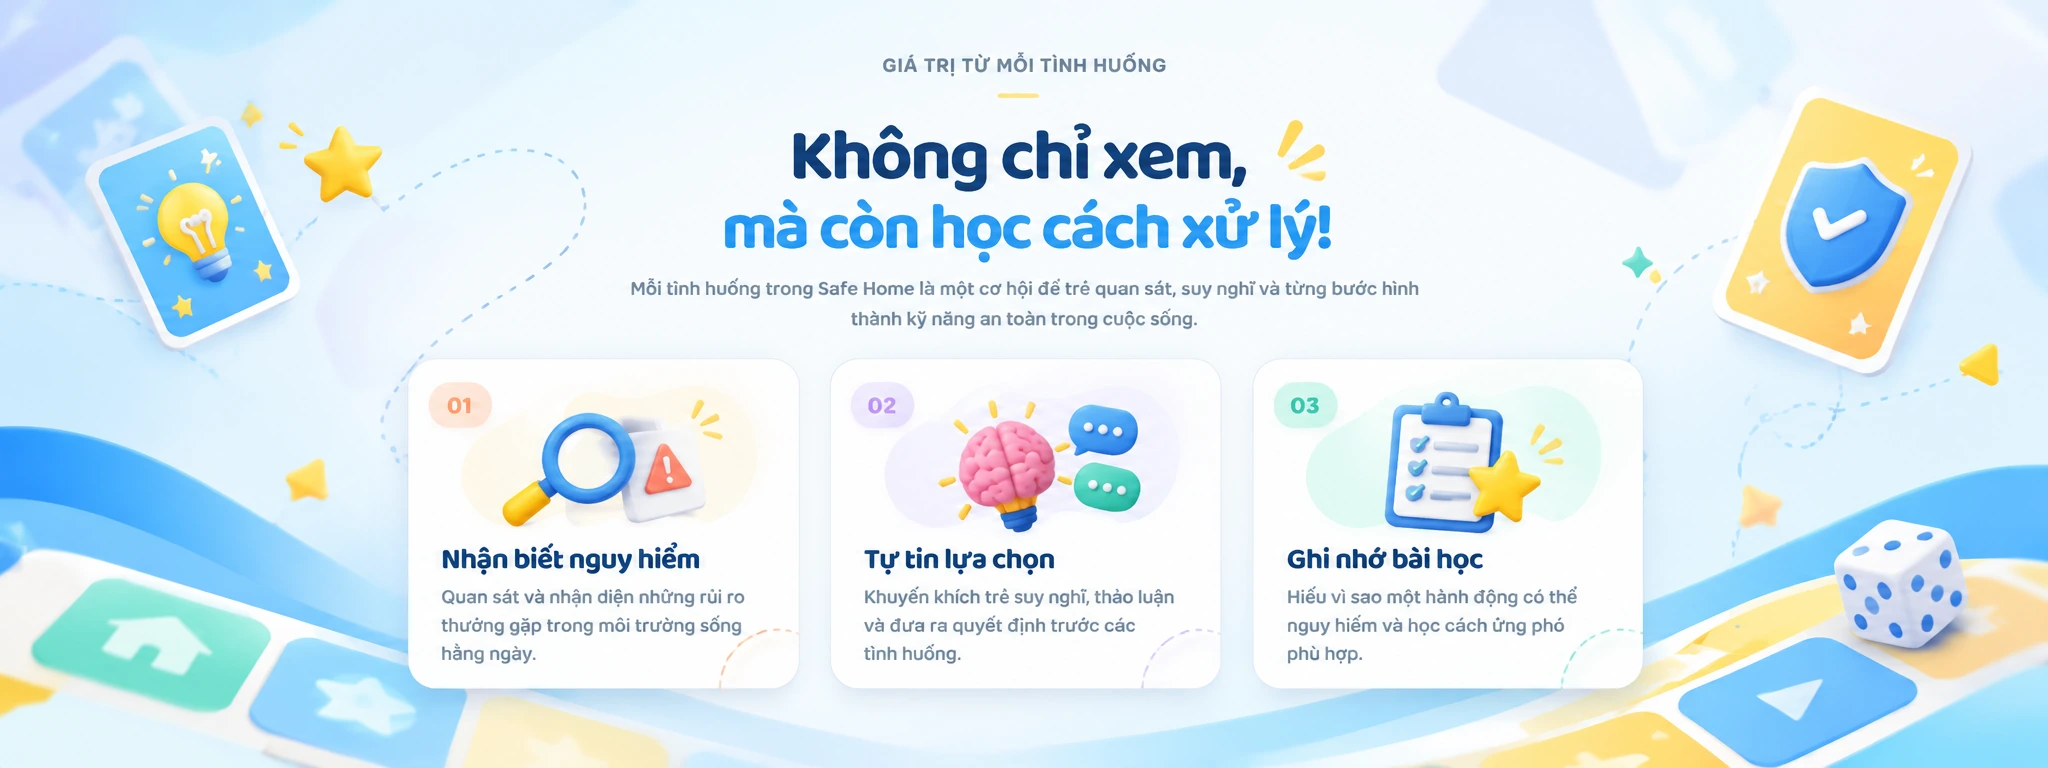 GIÁ TRỊ TỪ MỖI TÌNH HUỐNG
Không chỉ xem,
mà còn học cách xử lý!
Mỗi tình huống trong Safe Home là một cơ hội để trẻ quan sát, suy nghĩ và từng bước hình
thành kỹ năng an toàn trong cuộc sống.
01
Nhận biết nguy hiểm
Quan sát và nhận diện những rủi ro
thường gặp trong môi trường sống
hằng ngày.
02
Tự tin lựa chọn
Khuyến khích trẻ suy nghĩ, thảo luận
và đưa ra quyết định trước các
tình huống.
03
Ghi nhớ bài học
Hiểu vì sao một hành động có thể
nguy hiểm và học cách ứng phó
phù hợp.